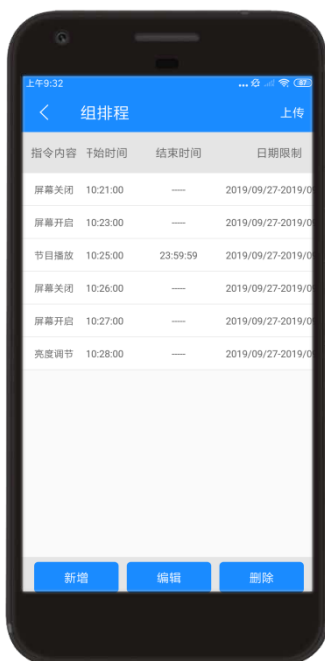 上午9:32 ... 87
组排程 上传
指令内容 开始时间 结束时间 日期限制
屏幕关闭 10:21:00 ---- 2019/09/27-2019/0
屏幕开启 10:23:00 ---- 2019/09/27-2019/0
节目播放 10:25:00 23:59:59 2019/09/27-2019/0
屏幕关闭 10:26:00 ---- 2019/09/27-2019/0
屏幕开启 10:27:00 ---- 2019/09/27-2019/0
亮度调节 10:28:00 ---- 2019/09/27-2019/0
新增 编辑 删除